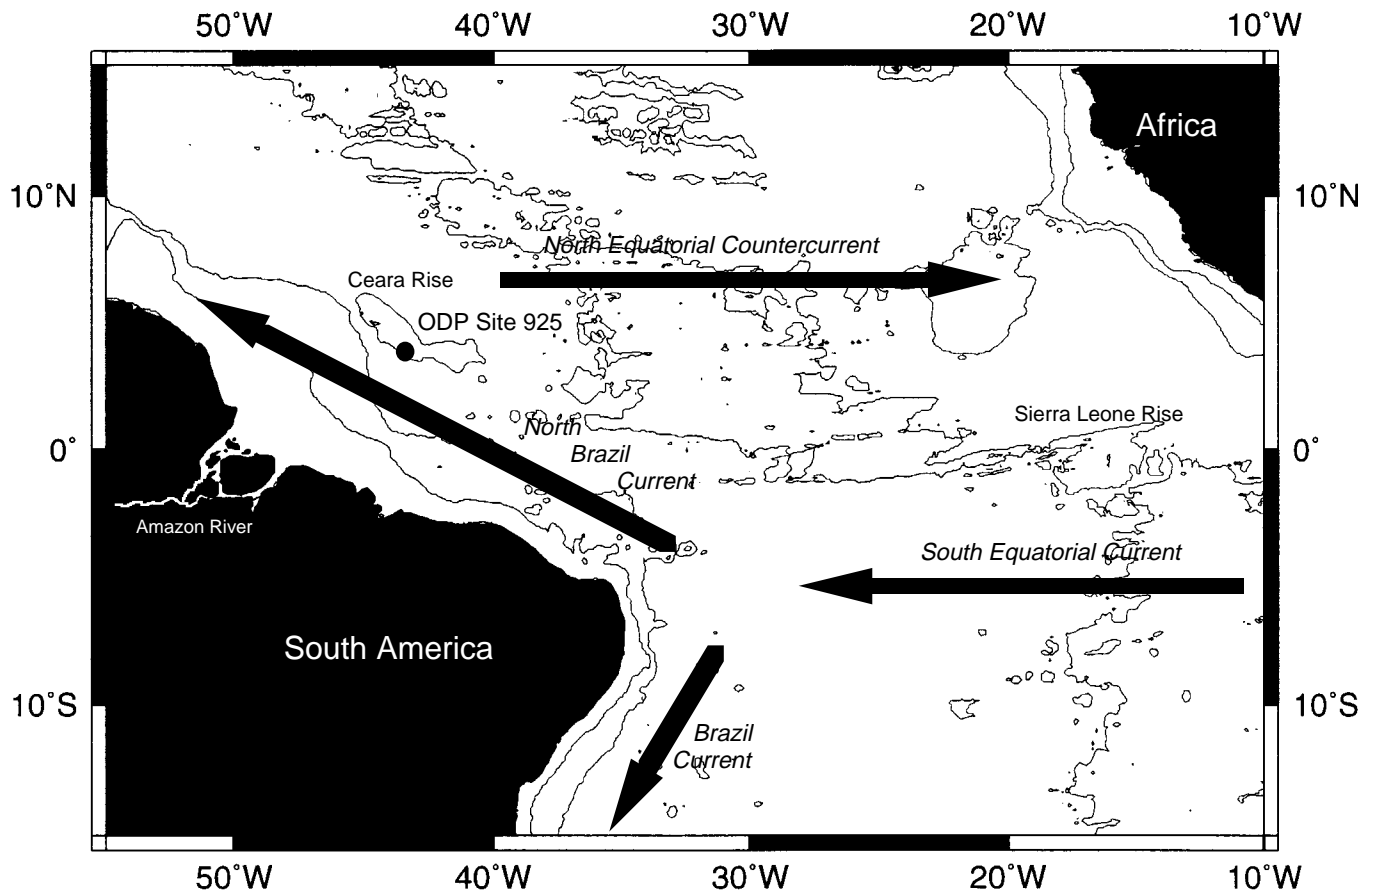 50˚W 40˚W 30˚W 20˚W 10˚W
Africa
10˚N 10˚N
North Equatorial Countercurrent
Ceara Rise
ODP Site 925
Sierra Leone Rise
North
Brazil
Current
0˚ 0˚
Amazon River
South Equatorial Current
South America
10˚S 10˚S
Brazil
Current
50˚W 40˚W 30˚W 20˚W 10˚W